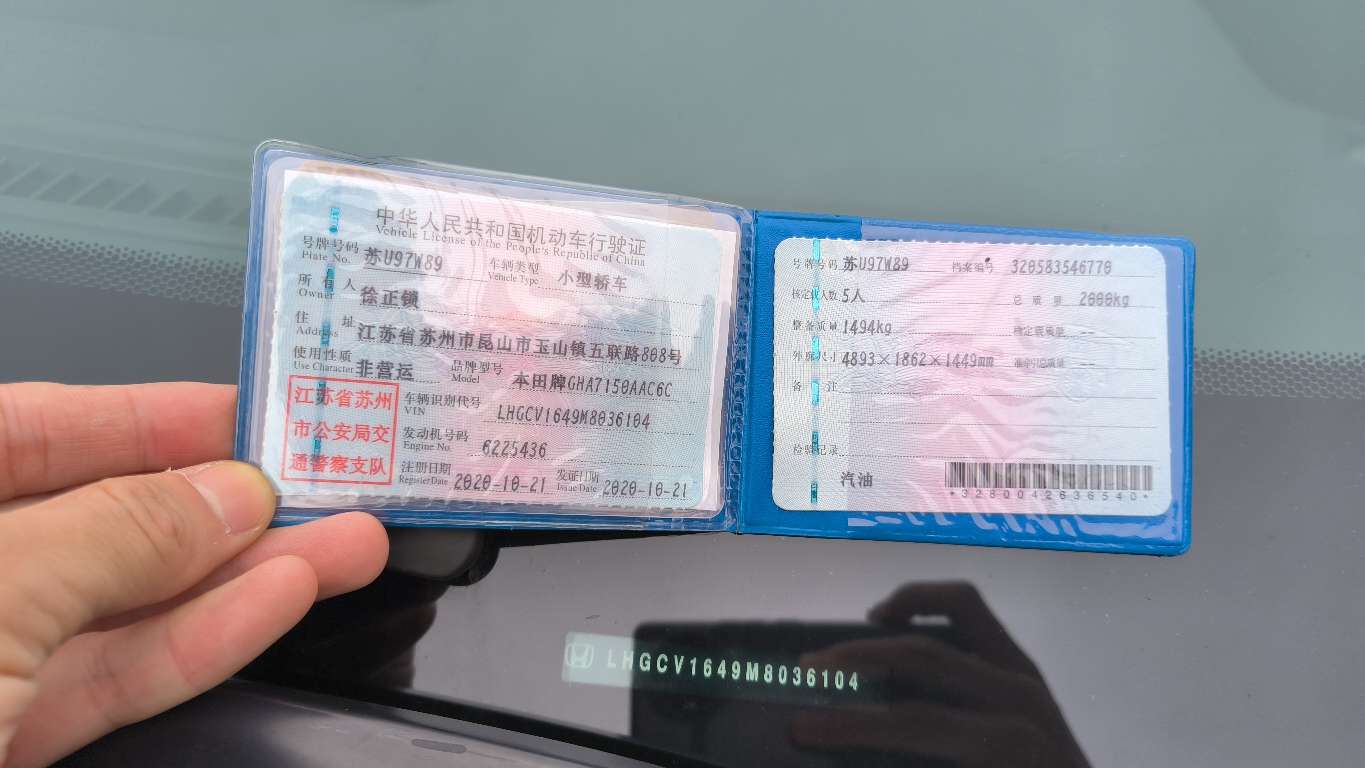 中华人民共和国机动车行驶证
Vehicle License of the People's Republic of China
号牌号码 苏U97W89 车辆类型 小型轿车
Plate No. Vehicle Type
所有人 徐正锁
Owner
住址 江苏省苏州市昆山市玉山镇五联路808号
Address
使用性质 非营运 品牌型号 本田牌GHA7150AAC6C
Use Character Model
江苏省苏州
市公安局交
通警察支队
车辆识别代号 LHGCV1649M8036104
VIN
发动机号码 6225436
Engine No.
注册日期 2020-10-21 发证日期 2020-10-21
Register Date Issue Date
号牌号码 苏U97W89 档案编号 320583546770
核定载人数 5人 总质量 2000kg
整备质量 1494kg 核定载质量 --
外廓尺寸 4893×1862×1449mm 准牵引总质量 --
备注
检验记录
汽油
*3280042636540*
LHGCV1649M8036104